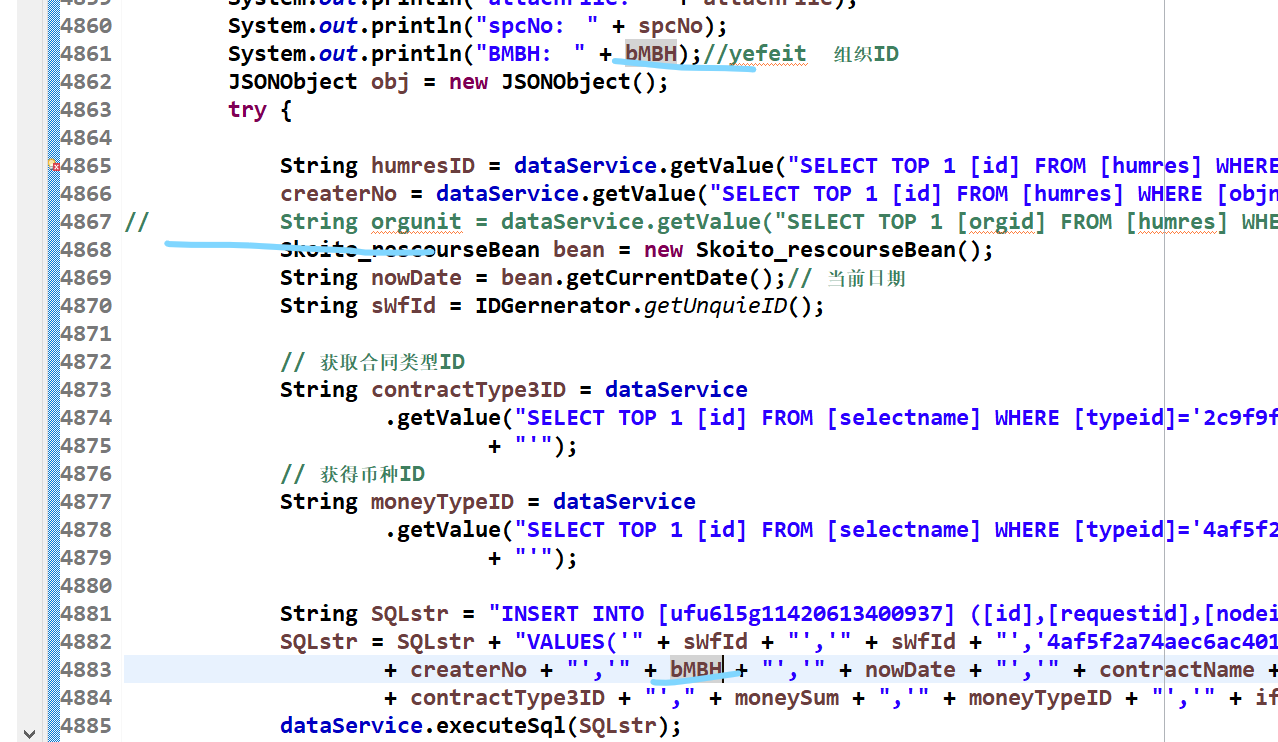 4859 System.out.println("attachFile: " + attachFile);
4860 System.out.println("spcNo: " + spcNo);
4861 System.out.println("BMBH: " + bMBH);//yefeit 组织ID
4862 JSONObject obj = new JSONObject();
4863 try {
4864
4865 String humresID = dataService.getValue("SELECT TOP 1 [id] FROM [humres] WHERE
4866 createrNo = dataService.getValue("SELECT TOP 1 [id] FROM [humres] WHERE [objn
4867 // String orgunit = dataService.getValue("SELECT TOP 1 [orgid] FROM [humres] WHE
4868 Skoito_rescourseBean bean = new Skoito_rescourseBean();
4869 String nowDate = bean.getCurrentDate();// 当前日期
4870 String sWfId = IDGernerator.getUnquieID();
4871
4872 // 获取合同类型ID
4873 String contractType3ID = dataService
4874 .getValue("SELECT TOP 1 [id] FROM [selectname] WHERE [typeid]='2c9f9f
4875 + "'");
4876 // 获得币种ID
4877 String moneyTypeID = dataService
4878 .getValue("SELECT TOP 1 [id] FROM [selectname] WHERE [typeid]='4af5f2
4879 + "'");
4880
4881 String SQLstr = "INSERT INTO [ufu6l5g11420613400937] ([id],[requestid],[nodei
4882 SQLstr = SQLstr + "VALUES('" + sWfId + "','" + sWfId + "','4af5f2a74aec6ac401
4883 + createrNo + "','" + bMBH + "','" + nowDate + "','" + contractName +
4884 + contractType3ID + "'," + moneySum + ",'" + moneyTypeID + "','" + if
4885 dataService.executeSql(SQLstr);